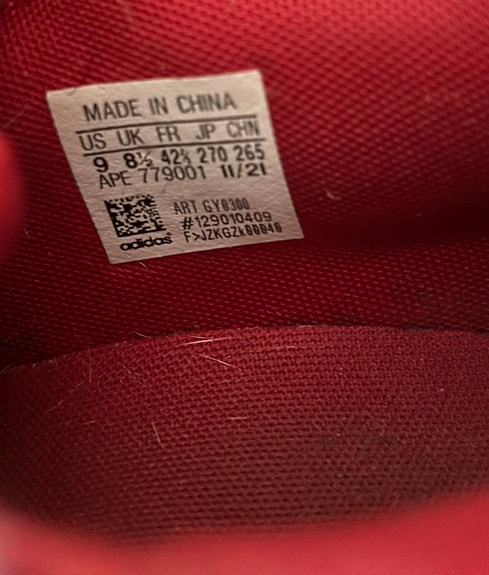 MADE IN CHINA
US UK FR JP CHN
9 8½ 42⅔ 270 265
APE 779001 11/21
ART GY0300
#129010409
adidas